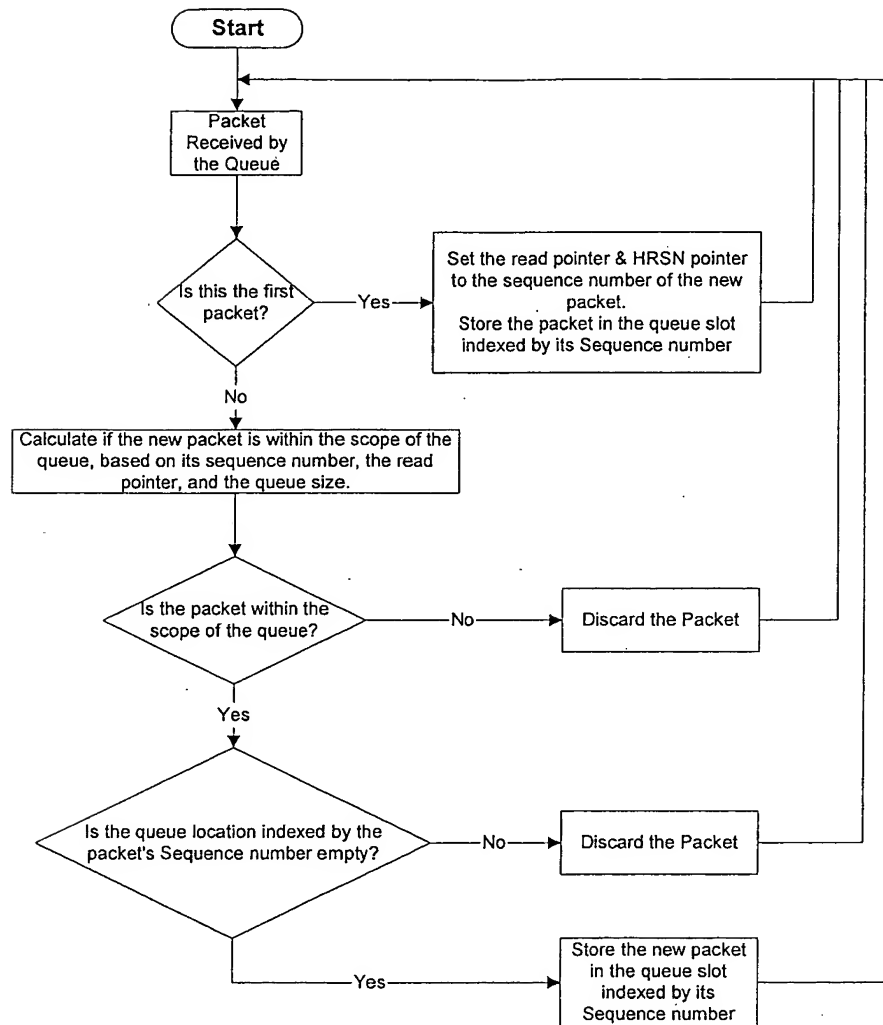 Start
Packet
Received by
the Queue
Is this the first
packet?
Yes
Set the read pointer & HRSN pointer
to the sequence number of the new
packet.
Store the packet in the queue slot
indexed by its Sequence number
No
Calculate if the new packet is within the scope of the
queue, based on its sequence number, the read
pointer, and the queue size.
Is the packet within the
scope of the queue?
No
Discard the Packet
Yes
Is the queue location indexed by the
packet's Sequence number empty?
No
Discard the Packet
Yes
Store the new packet
in the queue slot
indexed by its
Sequence number